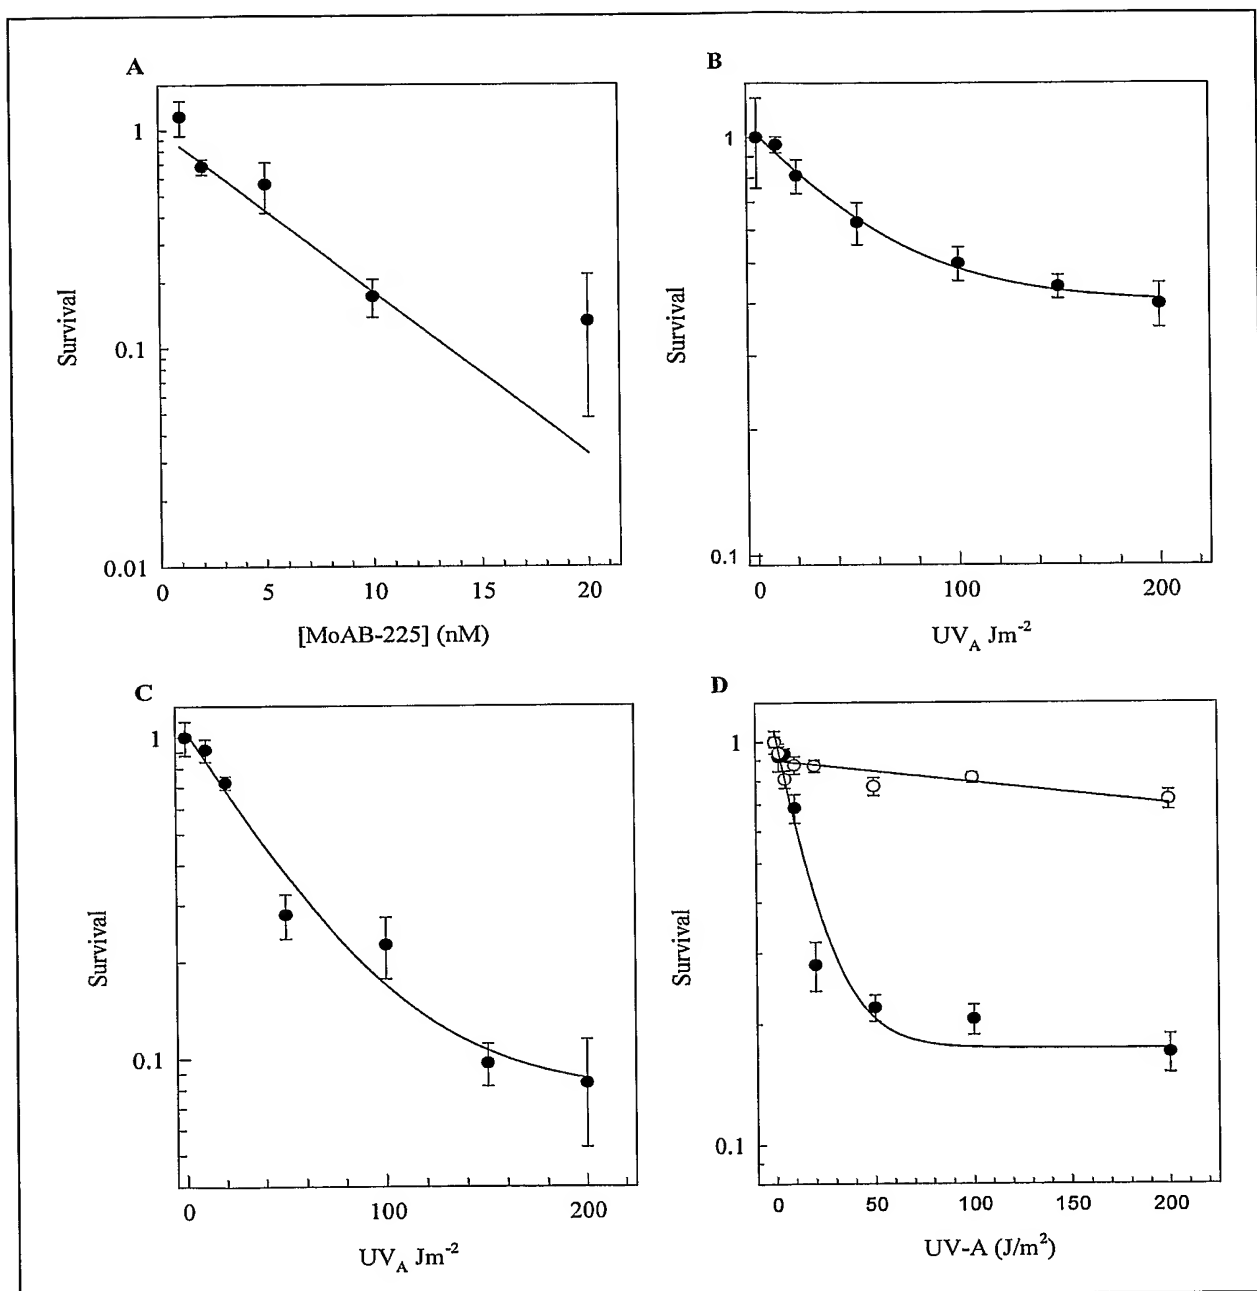 A
Survival
1
0.1
0.01
0 5 10 15 20
[MoAB-225] (nM)
B
Survival
1
0.1
0 100 200
UV_A Jm^-2
C
Survival
1
0.1
0 100 200
UV_A Jm^-2
D
Survival
1
0.1
0 50 100 150 200
UV-A (J/m^2)